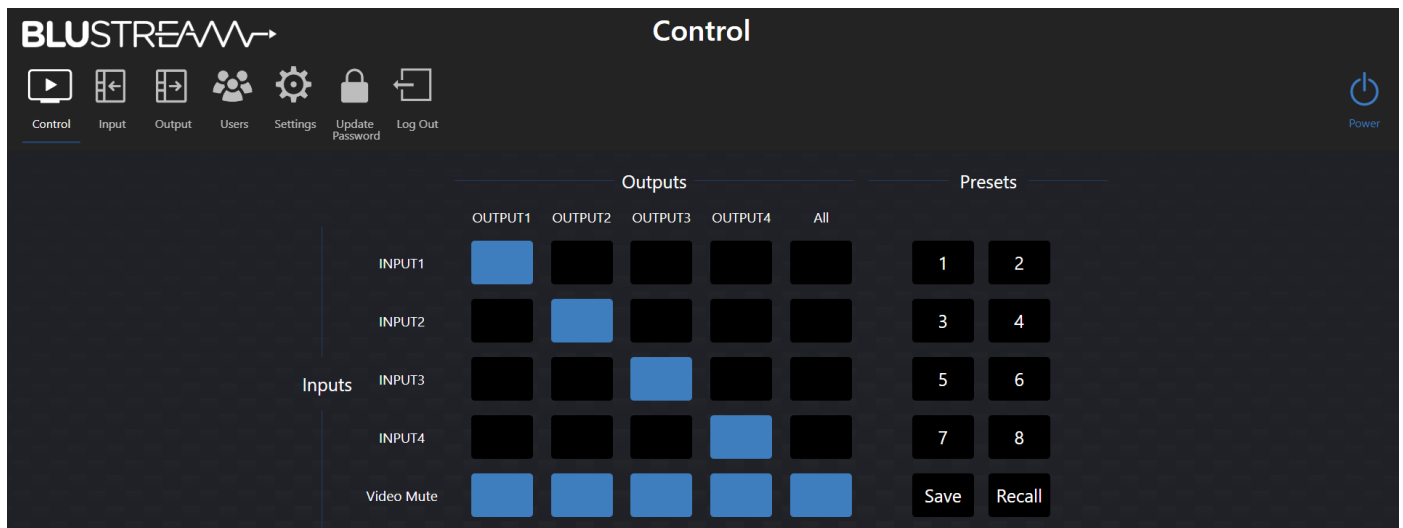 BLUSTREAM
Control
Control Input Output Users Settings Update Password Log Out
Power
Outputs Presets
OUTPUT1 OUTPUT2 OUTPUT3 OUTPUT4 All
INPUT1 1 2
INPUT2 3 4
Inputs INPUT3 5 6
INPUT4 7 8
Video Mute Save Recall